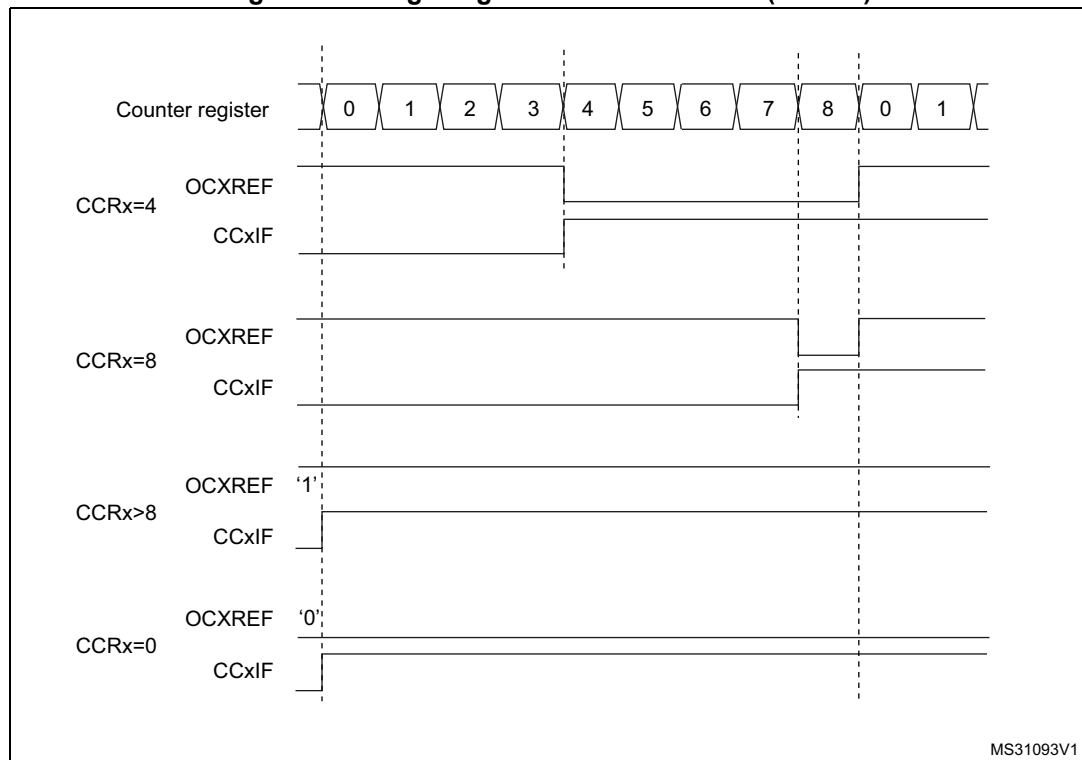 Counter register 0 1 2 3 4 5 6 7 8 0 1
CCRx=4
OCXREF
CCxIF
CCRx=8
OCXREF
CCxIF
CCRx>8
OCXREF ‘1’
CCxIF
CCRx=0
OCXREF ‘0’
CCxIF
MS31093V1